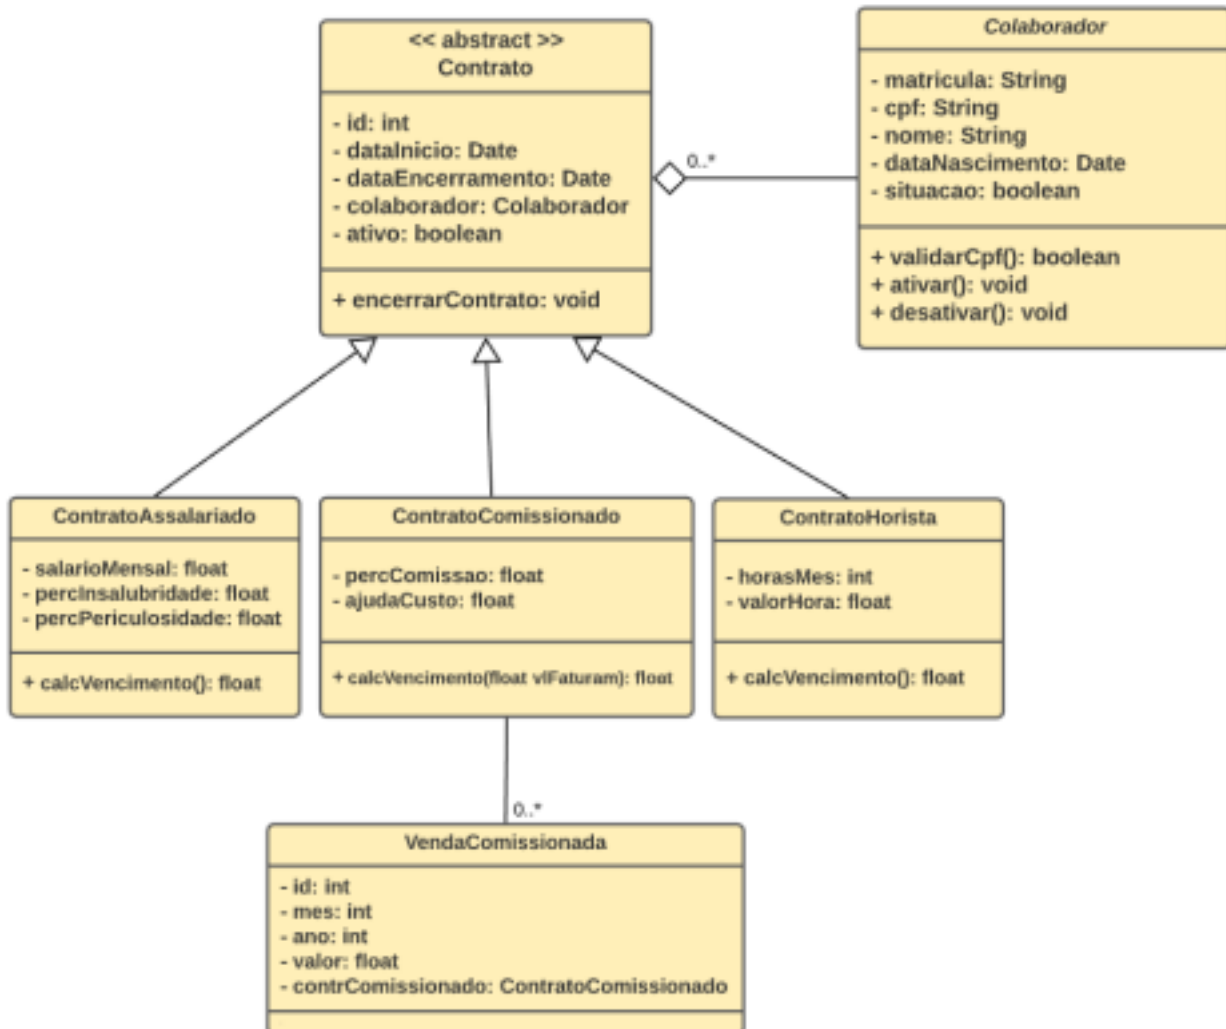 << abstract >>
Contrato
- id: int
- dataInicio: Date
- dataEncerramento: Date
- colaborador: Colaborador
- ativo: boolean
+ encerrarContrato: void
0..*
Colaborador
- matricula: String
- cpf: String
- nome: String
- dataNascimento: Date
- situacao: boolean
+ validarCpf(): boolean
+ ativar(): void
+ desativar(): void
ContratoAssalariado
- salarioMensal: float
- percInsalubridade: float
- percPericulosidade: float
+ calcVencimento(): float
ContratoComissionado
- percComissao: float
- ajudaCusto: float
+ calcVencimento(float vlFaturam): float
ContratoHorista
- horasMes: int
- valorHora: float
+ calcVencimento(): float
0..*
VendaComissionada
- id: int
- mes: int
- ano: int
- valor: float
- contrComissionado: ContratoComissionado